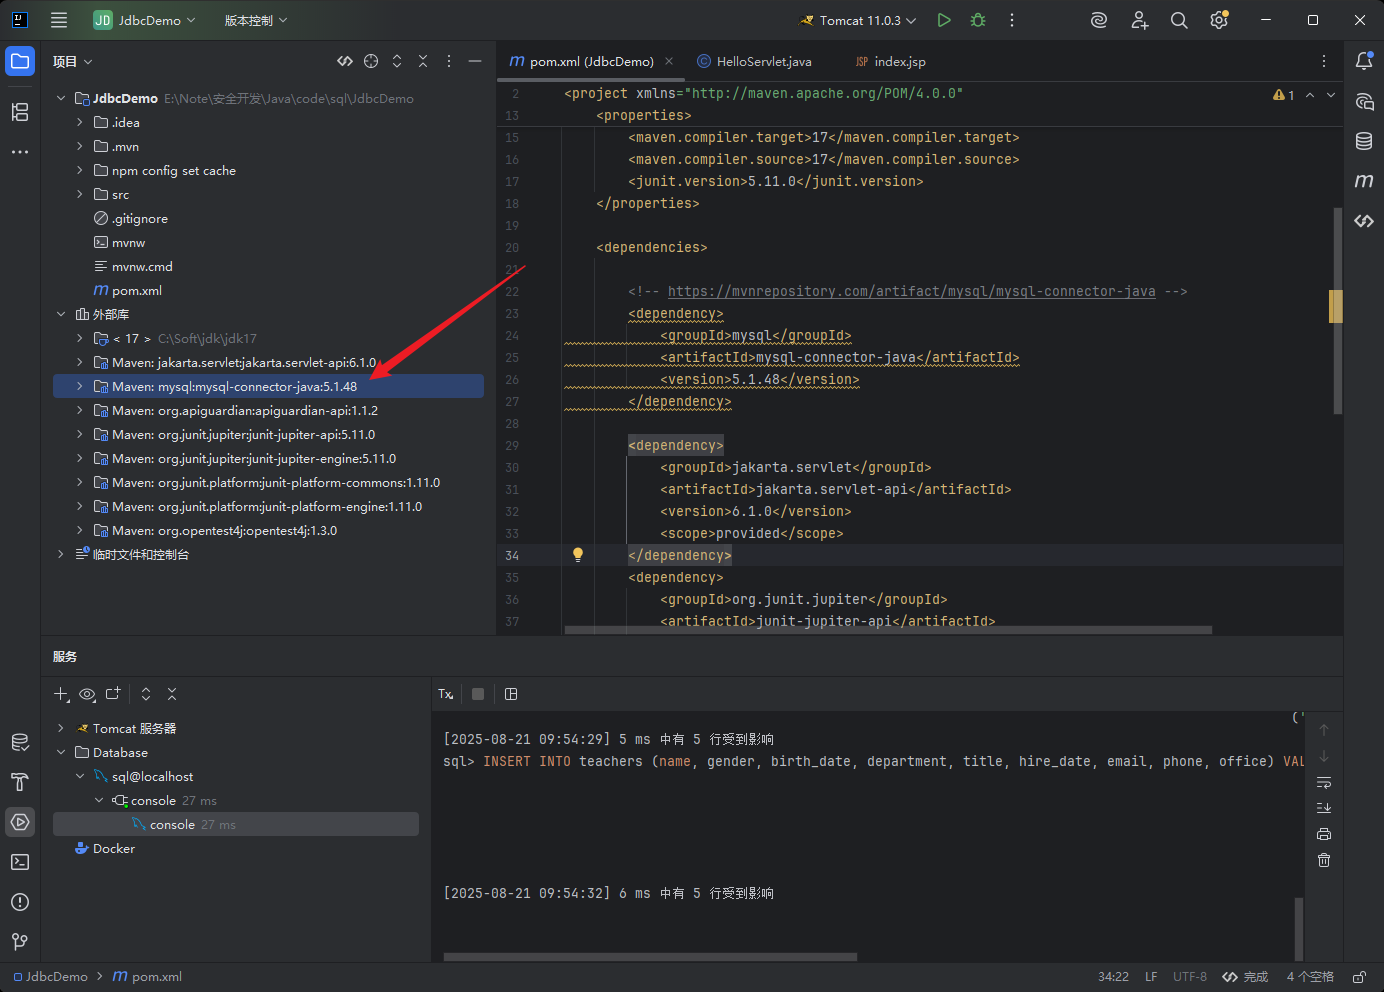 JD JdbcDemo 版本控制 Tomcat 11.0.3
项目
JdbcDemo E:\Note\安全开发\Java\code\sql\JdbcDemo
.idea
.mvn
npm config set cache
src
.gitignore
mvnw
mvnw.cmd
m pom.xml
外部库
< 17 > C:\Soft\jdk\jdk17
Maven: jakarta.servlet:jakarta.servlet-api:6.1.0
Maven: mysql:mysql-connector-java:5.1.48
Maven: org.apiguardian:apiguardian-api:1.1.2
Maven: org.junit.jupiter:junit-jupiter-api:5.11.0
Maven: org.junit.jupiter:junit-jupiter-engine:5.11.0
Maven: org.junit.platform:junit-platform-commons:1.11.0
Maven: org.junit.platform:junit-platform-engine:1.11.0
Maven: org.opentest4j:opentest4j:1.3.0
临时文件和控制台
m pom.xml (JdbcDemo) C HelloServlet.java JSP index.jsp
2 <project xmlns="http://maven.apache.org/POM/4.0.0" 1
13 <properties>
15 <maven.compiler.target>17</maven.compiler.target>
16 <maven.compiler.source>17</maven.compiler.source>
17 <junit.version>5.11.0</junit.version>
18 </properties>
19
20 <dependencies>
21
22 <!-- https://mvnrepository.com/artifact/mysql/mysql-connector-java -->
23 <dependency>
24 <groupId>mysql</groupId>
25 <artifactId>mysql-connector-java</artifactId>
26 <version>5.1.48</version>
27 </dependency>
28
29 <dependency>
30 <groupId>jakarta.servlet</groupId>
31 <artifactId>jakarta.servlet-api</artifactId>
32 <version>6.1.0</version>
33 <scope>provided</scope>
34 </dependency>
35 <dependency>
36 <groupId>org.junit.jupiter</groupId>
37 <artifactId>junit-jupiter-api</artifactId>
m
服务
Tomcat 服务器
Database
sql@localhost
console 27 ms
console 27 ms
Docker
Tx
('
[2025-08-21 09:54:29] 5 ms 中有 5 行受到影响
sql> INSERT INTO teachers (name, gender, birth_date, department, title, hire_date, email, phone, office) VAL
[2025-08-21 09:54:32] 6 ms 中有 5 行受到影响
JdbcDemo > m pom.xml 34:22 LF UTF-8 完成 4 个空格